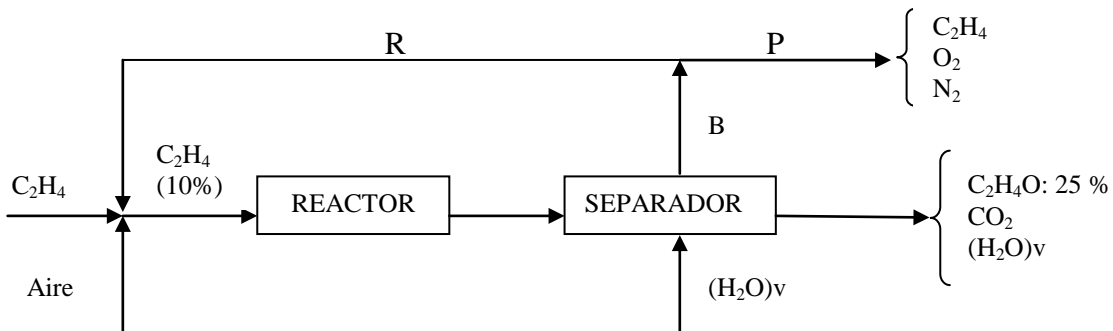 R
P
C₂H₄
O₂
N₂
B
C₂H₄
(10%)
C₂H₄
REACTOR
SEPARADOR
C₂H₄O: 25 %
CO₂
(H₂O)v
Aire
(H₂O)v